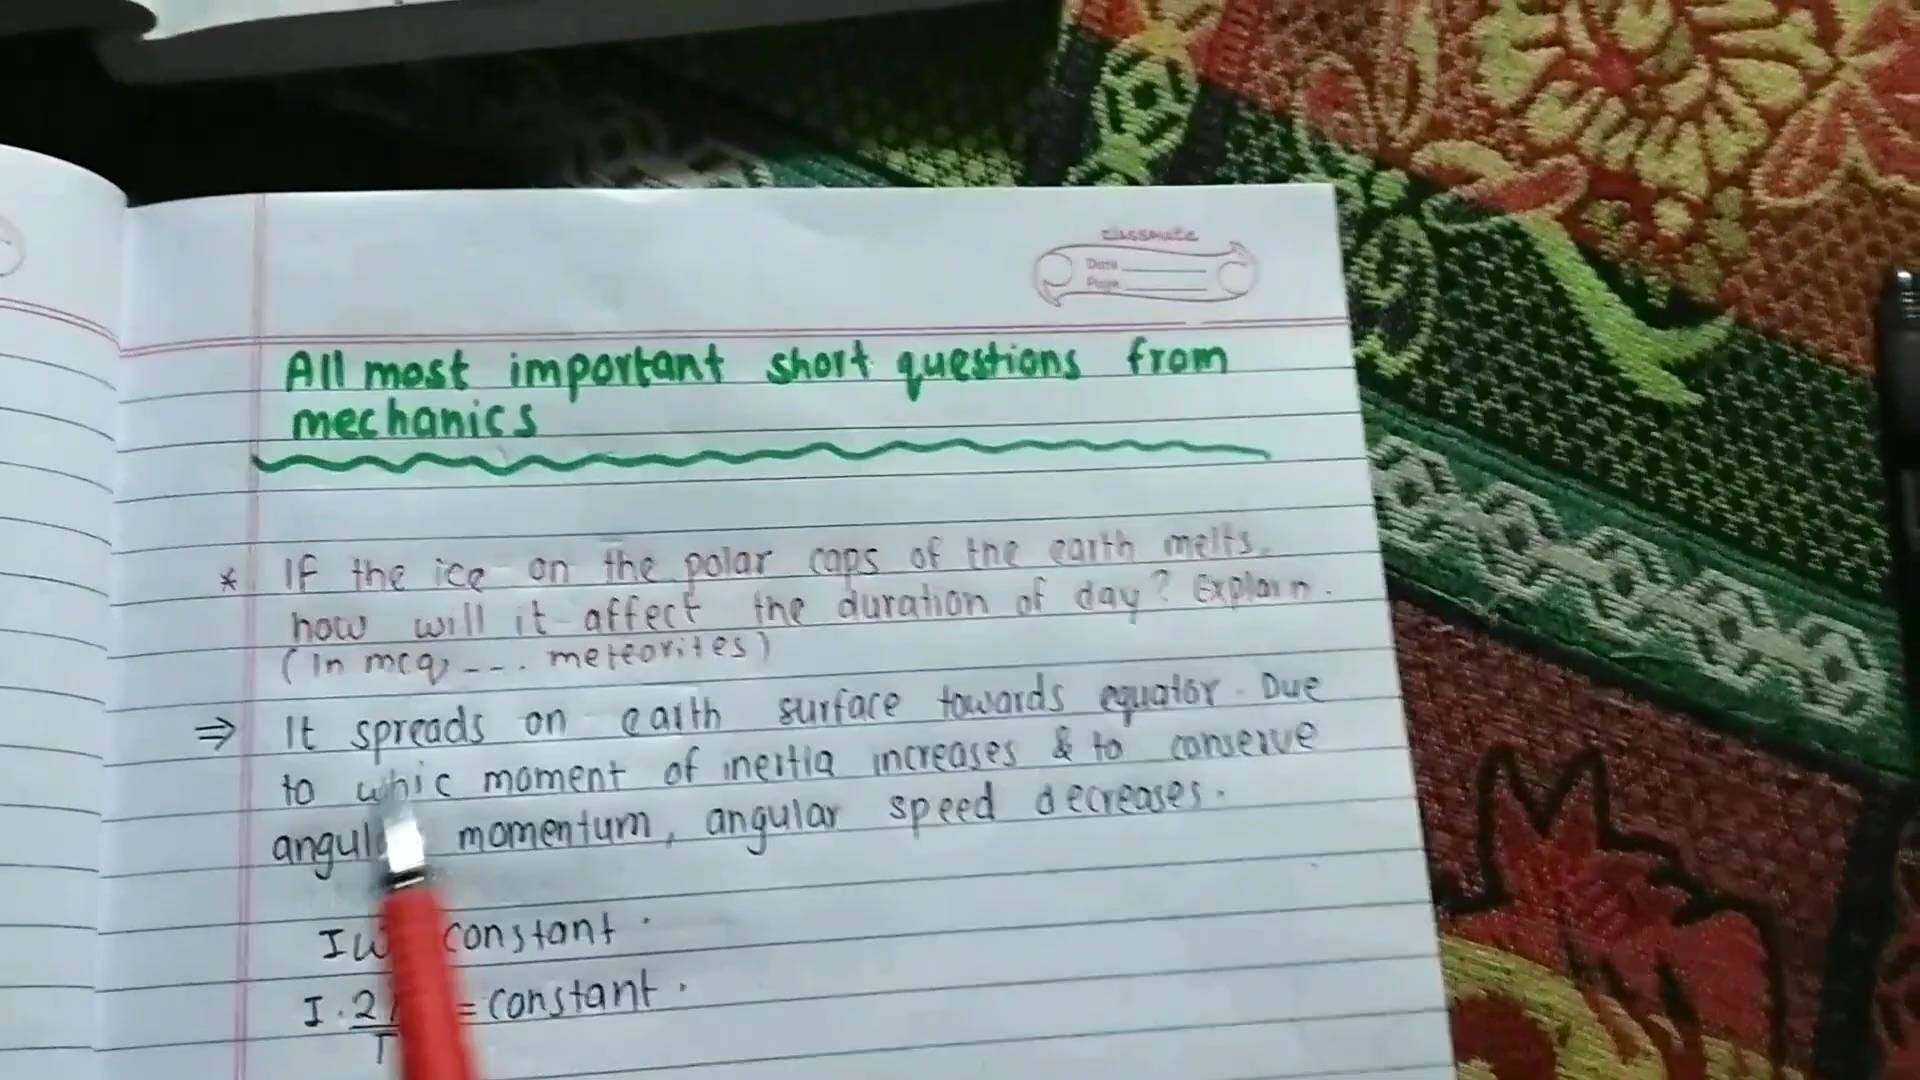 classmate
Date
Page
All most important short questions from
mechanics
* If the ice on the polar caps of the earth melts,
how will it affect the duration of day? Explain.
(In mcq, --- meteorites)
⇒ It spreads on earth surface towards equator. Due
to whic moment of inertia increases & to conserve
angul momentum, angular speed decreases.
Iω constant.
I. 2 = constant.
T